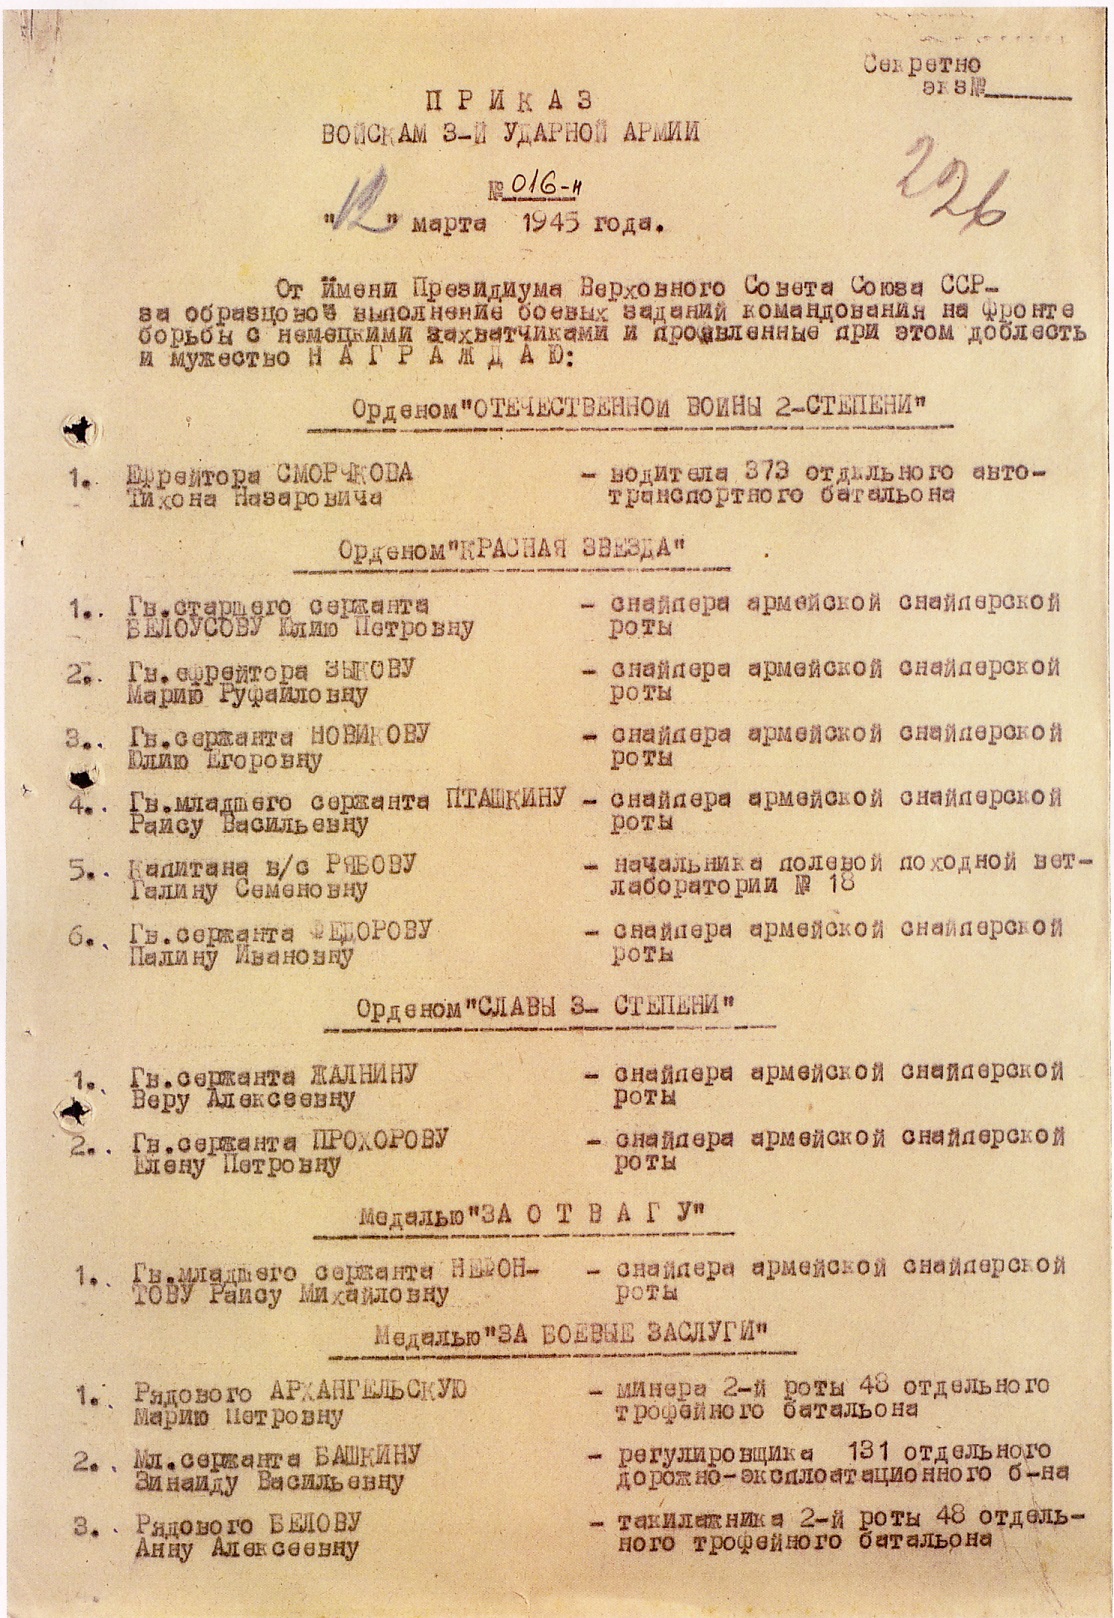 Секретно
экз№
П Р И К А З
ВОЙСКАМ 3-Й УДАРНОЙ АРМИИ
№ 016-н
"12" марта 1945 года.
226
От Имени Президиума Верховного Совета Союза ССР-
за образцовое выполнение боевых заданий командования на фронте
борьбы с немецкими захватчиками и проявленные при этом доблесть
и мужество Н А Г Р А Ж Д А Ю:
Орденом "ОТЕЧЕСТВЕННОЙ ВОЙНЫ 2-СТЕПЕНИ"
1. Ефрейтора СМОРЧКОВА - водителя 373 отдельного авто-
Тихона Назаровича транспортного батальона
Орденом "КРАСНАЯ ЗВЕЗДА"
1. Гв.старшего сержанта - снайпера армейской снайперской
БЕЛОУСОВУ Юлию Петровну роты
2. Гв.ефрейтора ЗЫКОВУ - снайпера армейской снайперской
Марию Руфайловну роты
3. Гв.сержанта НОВИКОВУ - снайпера армейской снайперской
Юлию Егоровну роты
4. Гв.младшего сержанта ПТАШКИНУ - снайпера армейской снайперской
Раису Васильевну роты
5. Капитана в/с РЯБОВУ - начальника полевой походной вет-
Галину Семеновну лаборатории № 18
6. Гв.сержанта ФЕДОРОВУ - снайпера армейской снайперской
Палину Ивановну роты
Орденом "СЛАВЫ 3- СТЕПЕНИ"
1. Гв.сержанта ЖАЛНИНУ - снайпера армейской снайперской
Веру Алексеевну роты
2. Гв.сержанта ПРОХОРОВУ - снайпера армейской снайперской
Елену Петровну роты
Медалью "ЗА О Т В А Г У"
1. Гв.младшего сержанта НЕФОН- - снайпера армейской снайперской
ТОВУ Раису Михайловну роты
Медалью "ЗА БОЕВЫЕ ЗАСЛУГИ"
1. Рядового АРХАНГЕЛЬСКУЮ - минера 2-й роты 48 отдельного
Марию Петровну трофейного батальона
2. Мл.сержанта БАШКИНУ - регулировщика 131 отдельного
Зинаиду Васильевну дорожно-эксплоатационного б-на
3. Рядового БЕЛОВУ - такилажника 2-й роты 48 отдель-
Анну Алексеевну ного трофейного батальона